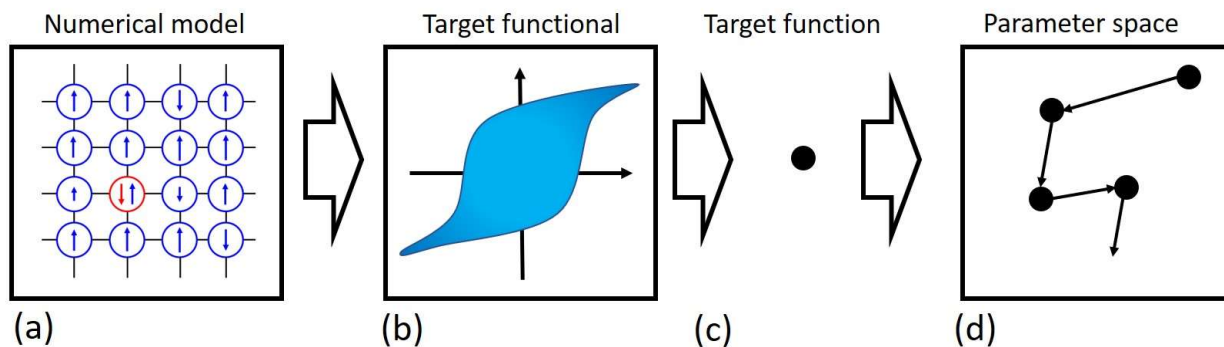 Numerical model
Target functional
Target function
Parameter space
(a)
(b)
(c)
(d)